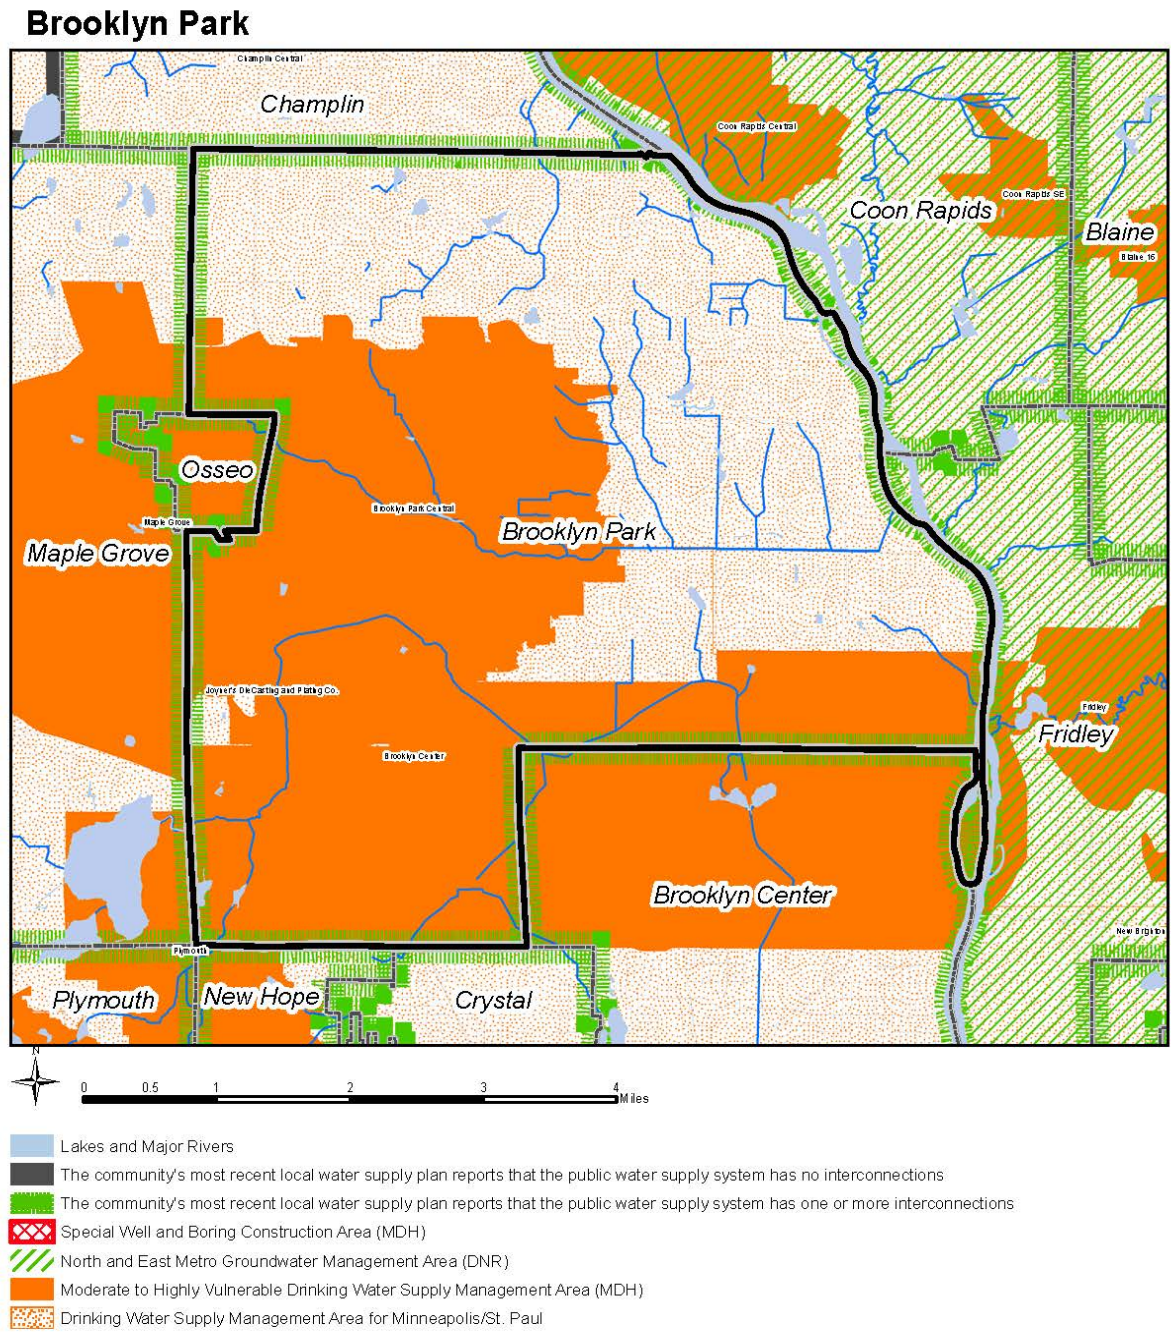 Brooklyn Park
Champlin Central
Champlin
Coon Rapids Central
Coon Rapids SE
Coon Rapids
Blaine
Blaine 16
Osseo
Brooklyn Park Central
Maple Grove
Brooklyn Park
Maple Grove
Joyner's DieCasting and Plating Co.
Fridley
Fridley
Brooklyn Center
Brooklyn Center
New Brighton
Plymouth
Plymouth
New Hope
Crystal
N
0 0.5 1 2 3 4
Miles
Lakes and Major Rivers
The community's most recent local water supply plan reports that the public water supply system has no interconnections
The community's most recent local water supply plan reports that the public water supply system has one or more interconnections
Special Well and Boring Construction Area (MDH)
North and East Metro Groundwater Management Area (DNR)
Moderate to Highly Vulnerable Drinking Water Supply Management Area (MDH)
Drinking Water Supply Management Area for Minneapolis/St. Paul